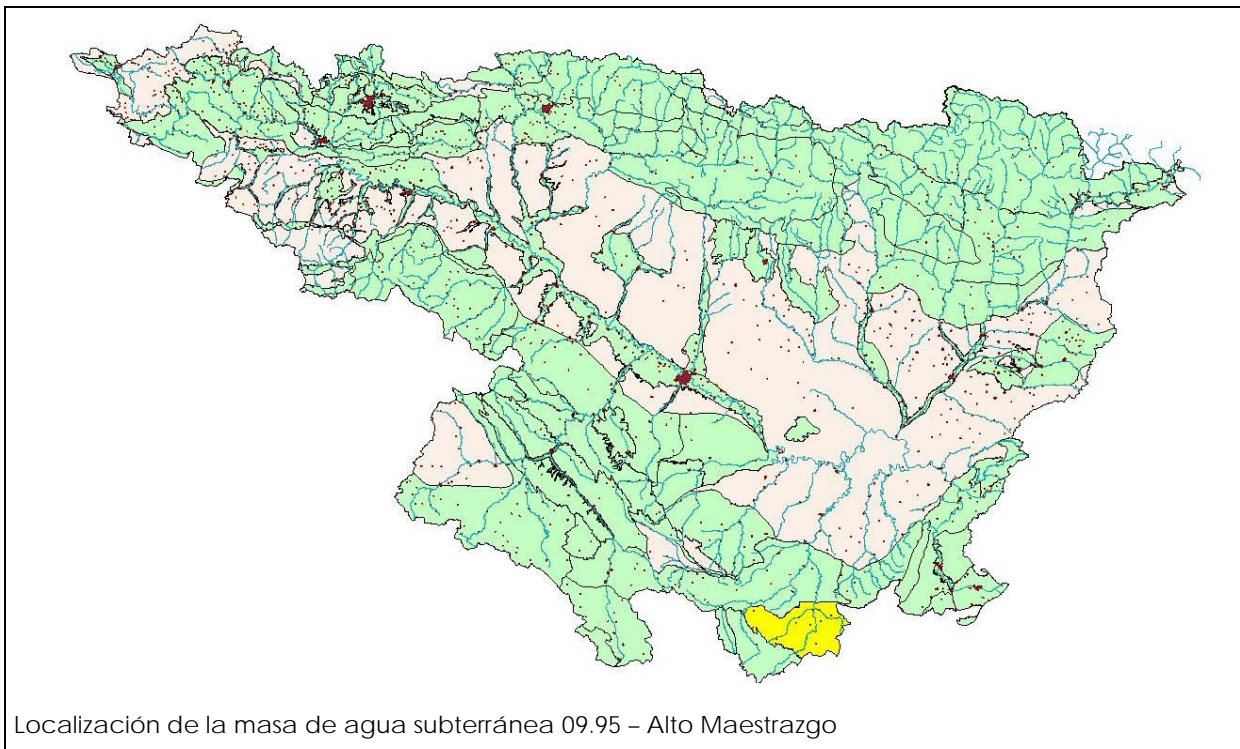 Localización de la masa de agua subterránea 09.95 – Alto Maestrazgo